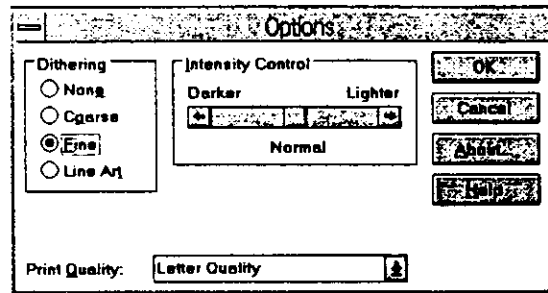 Options
Dithering
None
Coarse
Fine
Line Art
Intensity Control
Darker Lighter
Normal
OK
Cancel
About...
Help
Print Quality: Letter Quality